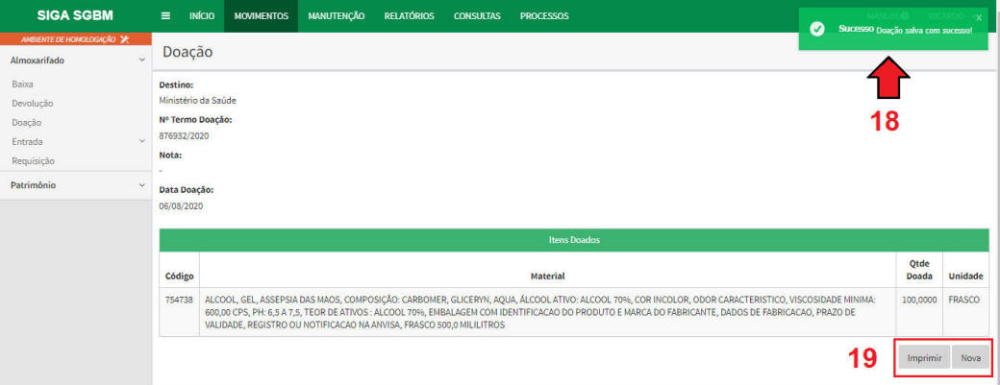 SIGA SGBM
☰ INÍCIO MOVIMENTOS MANUTENÇÃO RELATÓRIOS CONSULTAS PROCESSOS MANUAL RICARDO
x
Sucesso Doação salva com sucesso!
AMBIENTE DE HOMOLOGAÇÃO
Almoxarifado
Baixa
Devolução
Doação
Entrada
Requisição
Patrimônio
Doação
18
Destino:
Ministério da Saúde
Nº Termo Doação:
876932/2020
Nota:
-
Data Doação:
06/08/2020
Itens Doados
Código Material Qtde Doada Unidade
754738 ALCOOL, GEL, ASSEPSIA DAS MAOS, COMPOSIÇÃO: CARBOMER, GLICERYN, AQUA, ÁLCOOL ATIVO: ALCOOL 70%, COR INCOLOR, ODOR CARACTERISTICO, VISCOSIDADE MINIMA: 100,0000 FRASCO
600,00 CPS, PH: 6,5 A 7,5, TEOR DE ATIVOS : ALCOOL 70%, EMBALAGEM COM IDENTIFICACAO DO PRODUTO E MARCA DO FABRICANTE, DADOS DE FABRICACAO, PRAZO DE
VALIDADE, REGISTRO OU NOTIFICACAO NA ANVISA, FRASCO 500,0 MILILITROS
19 Imprimir Nova